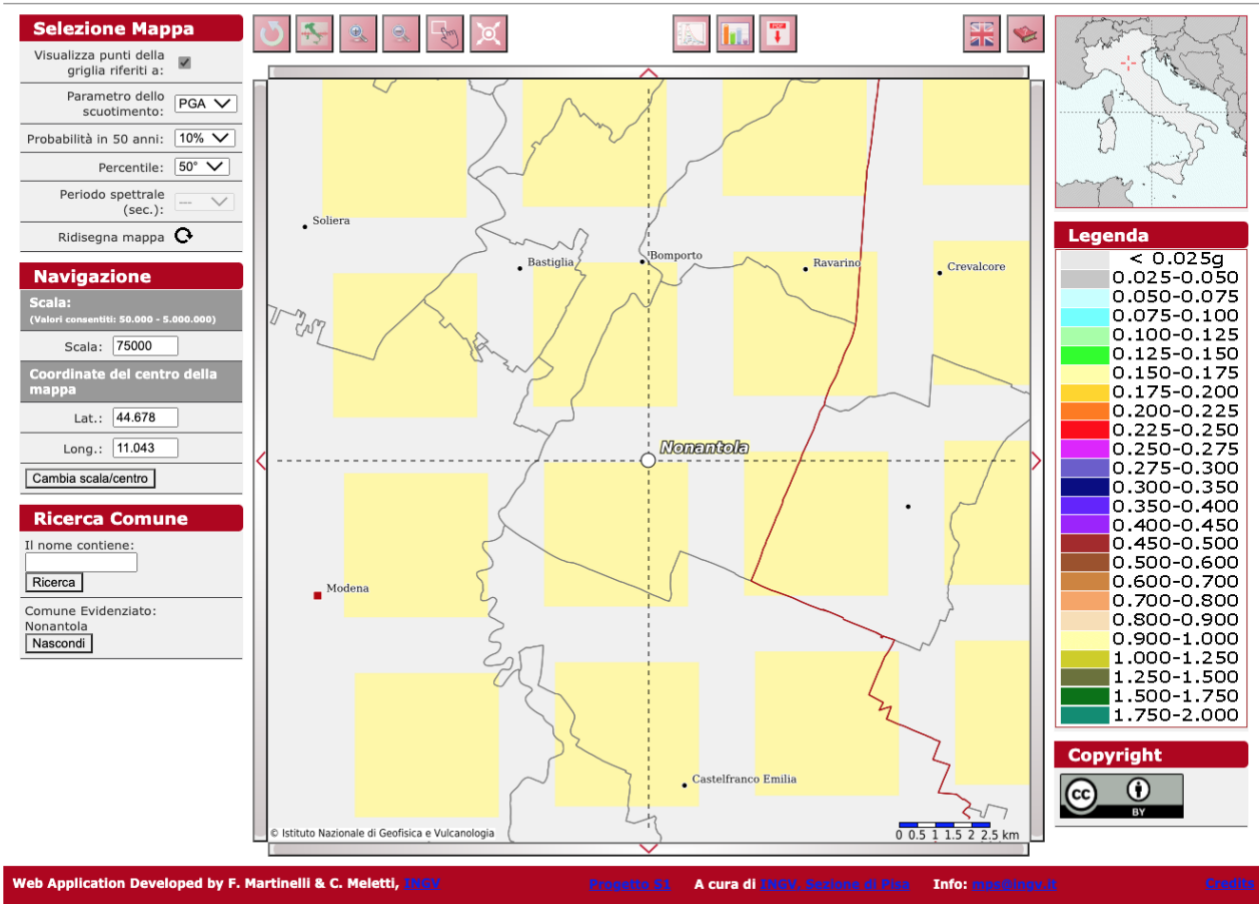 Selezione Mappa
Visualizza punti della
griglia riferiti a:
Parametro dello
scuotimento:
PGA
Probabilità in 50 anni:
10%
Percentile:
50°
Periodo spettrale
(sec.):
---
Ridisegna mappa
Navigazione
Scala:
(Valori consentiti: 50.000 - 5.000.000)
Scala:
75000
Coordinate del centro della
mappa
Lat.:
44.678
Long.:
11.043
Cambia scala/centro
Ricerca Comune
Il nome contiene:
Ricerca
Comune Evidenziato:
Nonantola
Nascondi
PDF
Soliera
Bastiglia
Bomporto
Ravarino
Crevalcore
Nonantola
Modena
Castelfranco Emilia
© Istituto Nazionale di Geofisica e Vulcanologia
0 0.5 1 1.5 2 2.5 km
Legenda
< 0.025g
0.025-0.050
0.050-0.075
0.075-0.100
0.100-0.125
0.125-0.150
0.150-0.175
0.175-0.200
0.200-0.225
0.225-0.250
0.250-0.275
0.275-0.300
0.300-0.350
0.350-0.400
0.400-0.450
0.450-0.500
0.500-0.600
0.600-0.700
0.700-0.800
0.800-0.900
0.900-1.000
1.000-1.250
1.250-1.500
1.500-1.750
1.750-2.000
Copyright
cc
BY
Web Application Developed by F. Martinelli & C. Meletti, INGV
Progetto S1
A cura di INGV, Sezione di Pisa
Info: mps@ingv.it
Credits